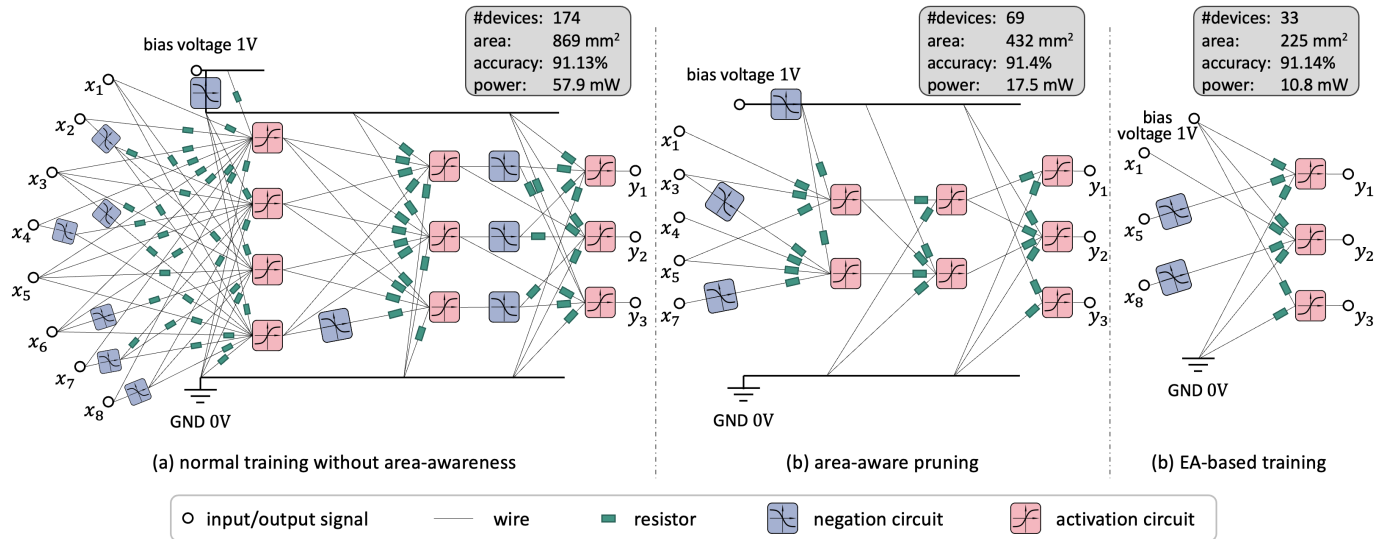 #devices: 174
area: 869 mm²
accuracy: 91.13%
power: 57.9 mW
bias voltage 1V
x₁
x₂
x₃
x₄
x₅
x₆
x₇
x₈
y₁
y₂
y₃
GND 0V
(a) normal training without area-awareness
#devices: 69
area: 432 mm²
accuracy: 91.4%
power: 17.5 mW
bias voltage 1V
x₁
x₃
x₄
x₅
x₇
y₁
y₂
y₃
GND 0V
(b) area-aware pruning
#devices: 33
area: 225 mm²
accuracy: 91.14%
power: 10.8 mW
bias
voltage 1V
x₁
x₅
x₈
y₁
y₂
y₃
GND 0V
(b) EA-based training
input/output signal
wire
resistor
negation circuit
activation circuit